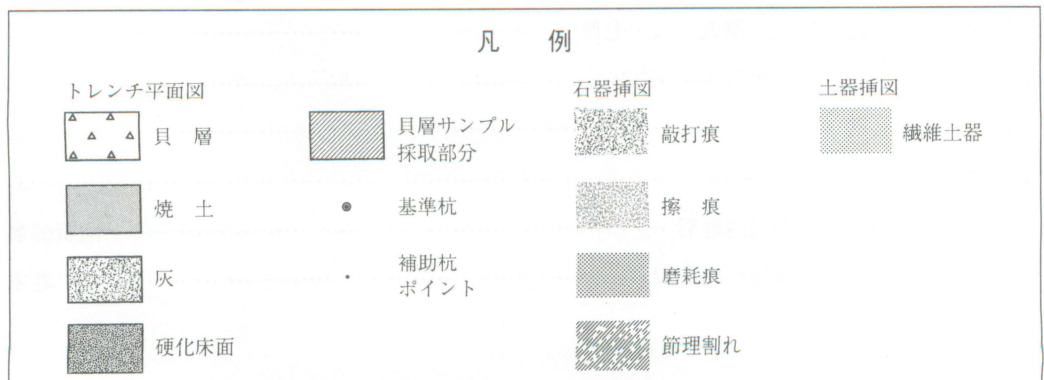 凡　例
トレンチ平面図
貝　層
焼　土
灰
硬化床面
貝層サンプル
採取部分
基準杭
補助杭
ポイント
石器挿図
敲打痕
擦　痕
磨耗痕
節理割れ
土器挿図
繊維土器